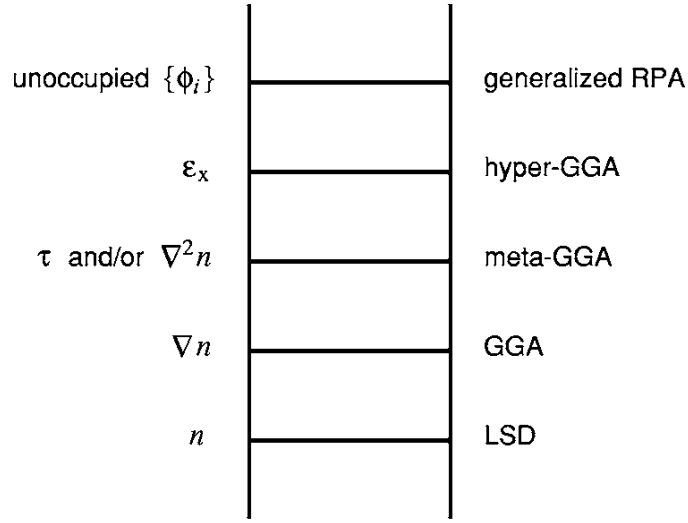 unoccupied {ϕᵢ} generalized RPA
εₓ hyper-GGA
τ and/or ∇²n meta-GGA
∇n GGA
n LSD